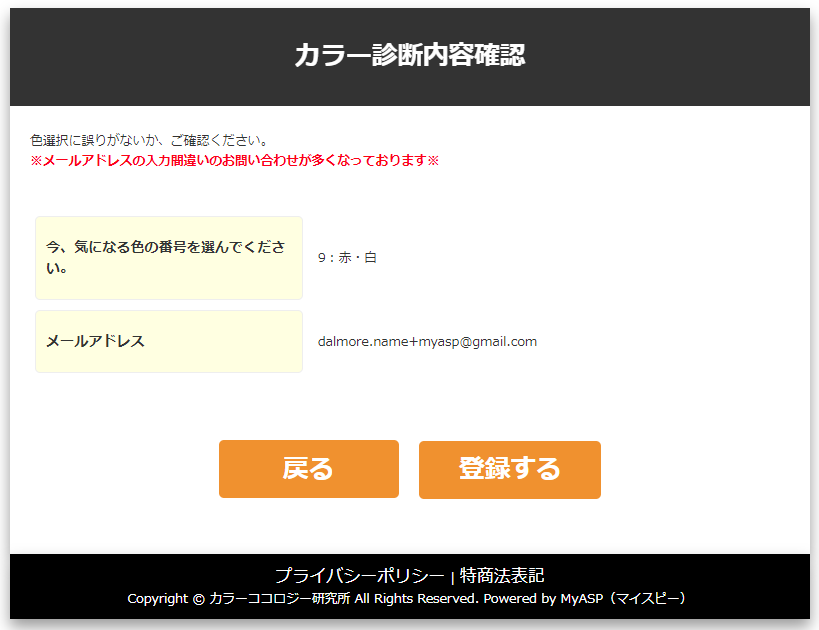 カラー診断内容確認
色選択に誤りがないか、ご確認ください。
※メールアドレスの入力間違いのお問い合わせが多くなっております※
今、気になる色の番号を選んでくださ
い。
9：赤・白
メールアドレス
dalmore.name+myasp@gmail.com
戻る
登録する
プライバシーポリシー | 特商法表記
Copyright © カラーココロジー研究所 All Rights Reserved. Powered by MyASP（マイスピー）